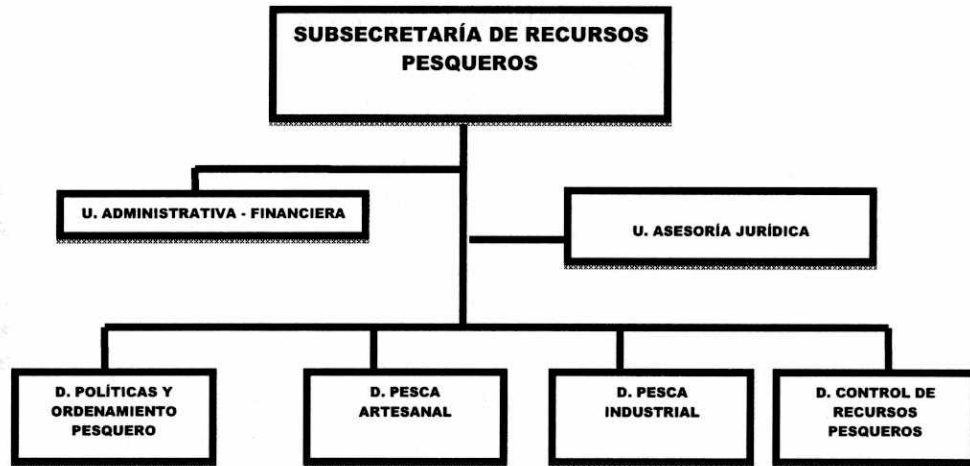 SUBSECRETARÍA DE RECURSOS
PESQUEROS
U. ADMINISTRATIVA - FINANCIERA
U. ASESORÍA JURÍDICA
D. POLÍTICAS Y
ORDENAMIENTO
PESQUERO
D. PESCA
ARTESANAL
D. PESCA
INDUSTRIAL
D. CONTROL DE
RECURSOS
PESQUEROS